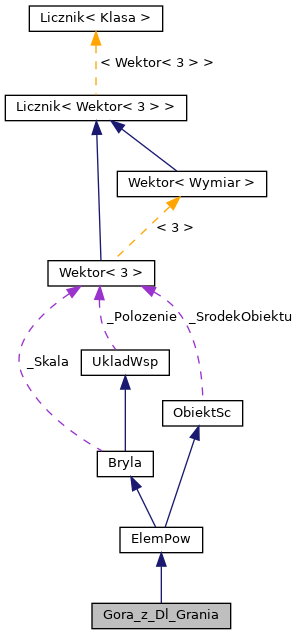 Licznik< Klasa >
< Wektor< 3 > >
Licznik< Wektor< 3 > >
Wektor< Wymiar >
< 3 >
Wektor< 3 >
_Polozenie
_SrodekObiektu
_Skala
UkladWsp
ObiektSc
Bryla
ElemPow
Gora_z_Dl_Grania